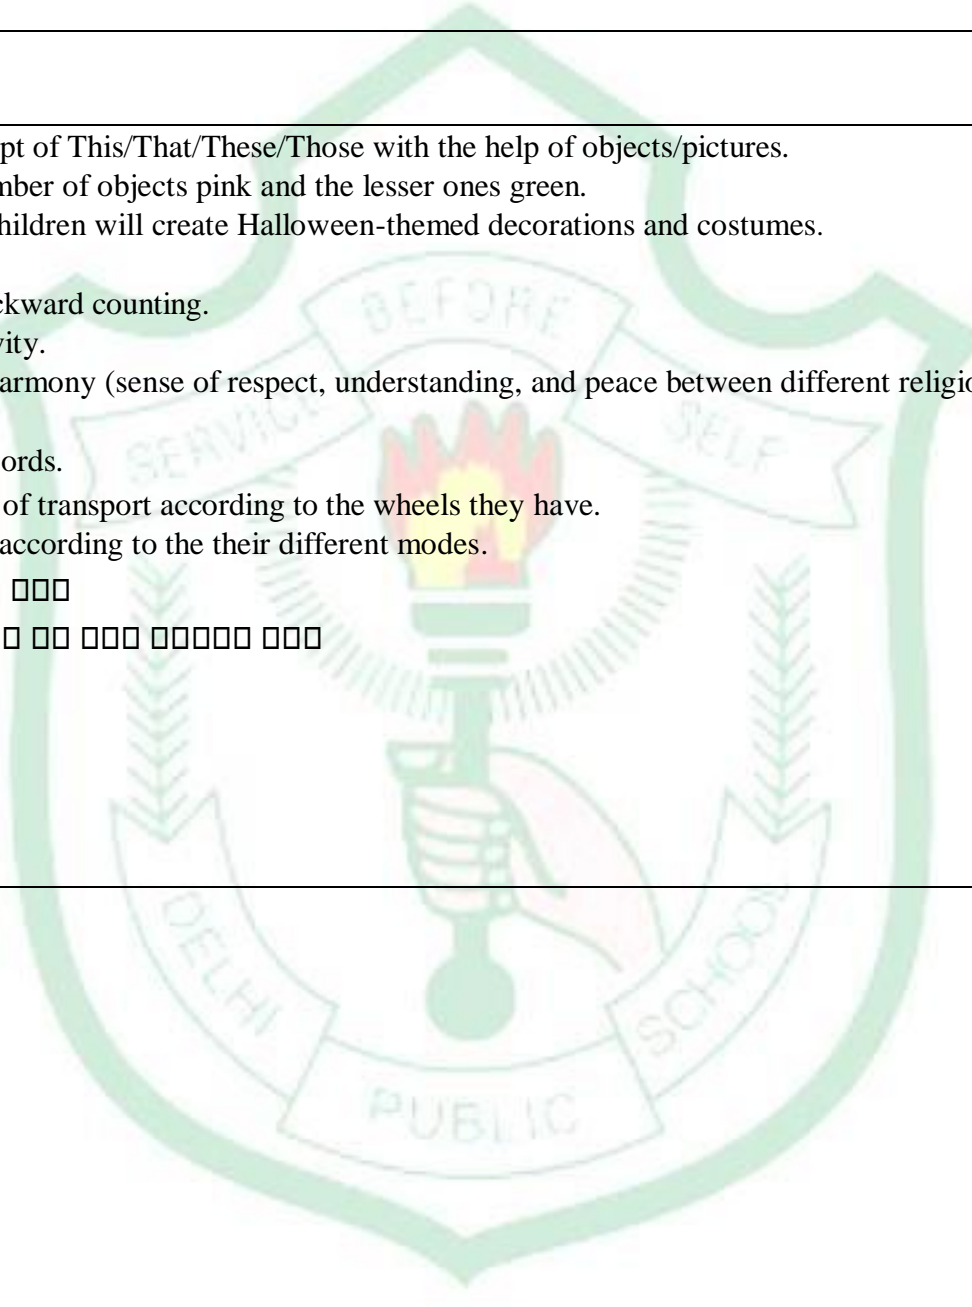 pt of This/That/These/Those with the help of objects/pictures.
mber of objects pink and the lesser ones green.
hildren will create Halloween-themed decorations and costumes.
ckward counting.
vity.
armony (sense of respect, understanding, and peace between different religio
ords.
of transport according to the wheels they have.
according to the their different modes.
BEFORE
SERVICE
SELF
DELHI
PUBLIC
SCHOOL